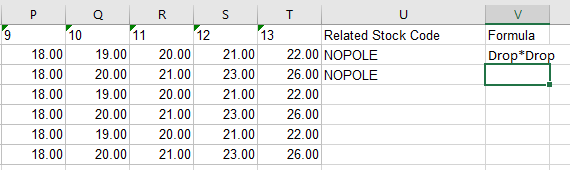 P Q R S T U V
9 10 11 12 13 Related Stock Code Formula
18.00 19.00 20.00 21.00 22.00 NOPOLE Drop*Drop
18.00 20.00 21.00 23.00 26.00 NOPOLE
18.00 19.00 20.00 21.00 22.00
18.00 20.00 21.00 23.00 26.00
18.00 19.00 20.00 21.00 22.00
18.00 20.00 21.00 23.00 26.00